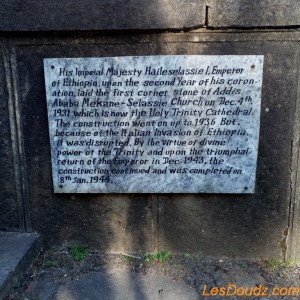 His Imperial Majesty Haileselassie I, Emperor
of Ethiopia, upon the second Year of his coron-
ation, laid the first corner stone of Addis
Ababa Mekane-Selassie Church on Dec. 4th
1931 which is now the Holy Trinity Cathedral.
The construction went on up to 1936 But,
because of the Italian Invasion of Ethiopia,
it was disrupted. By the virtue of divine
power of the Trinity and upon the triumphal
return of the Emperor in Dec. 1943, the
construction continued and was completed on
8th Jan. 1944.
LesDoudz.com